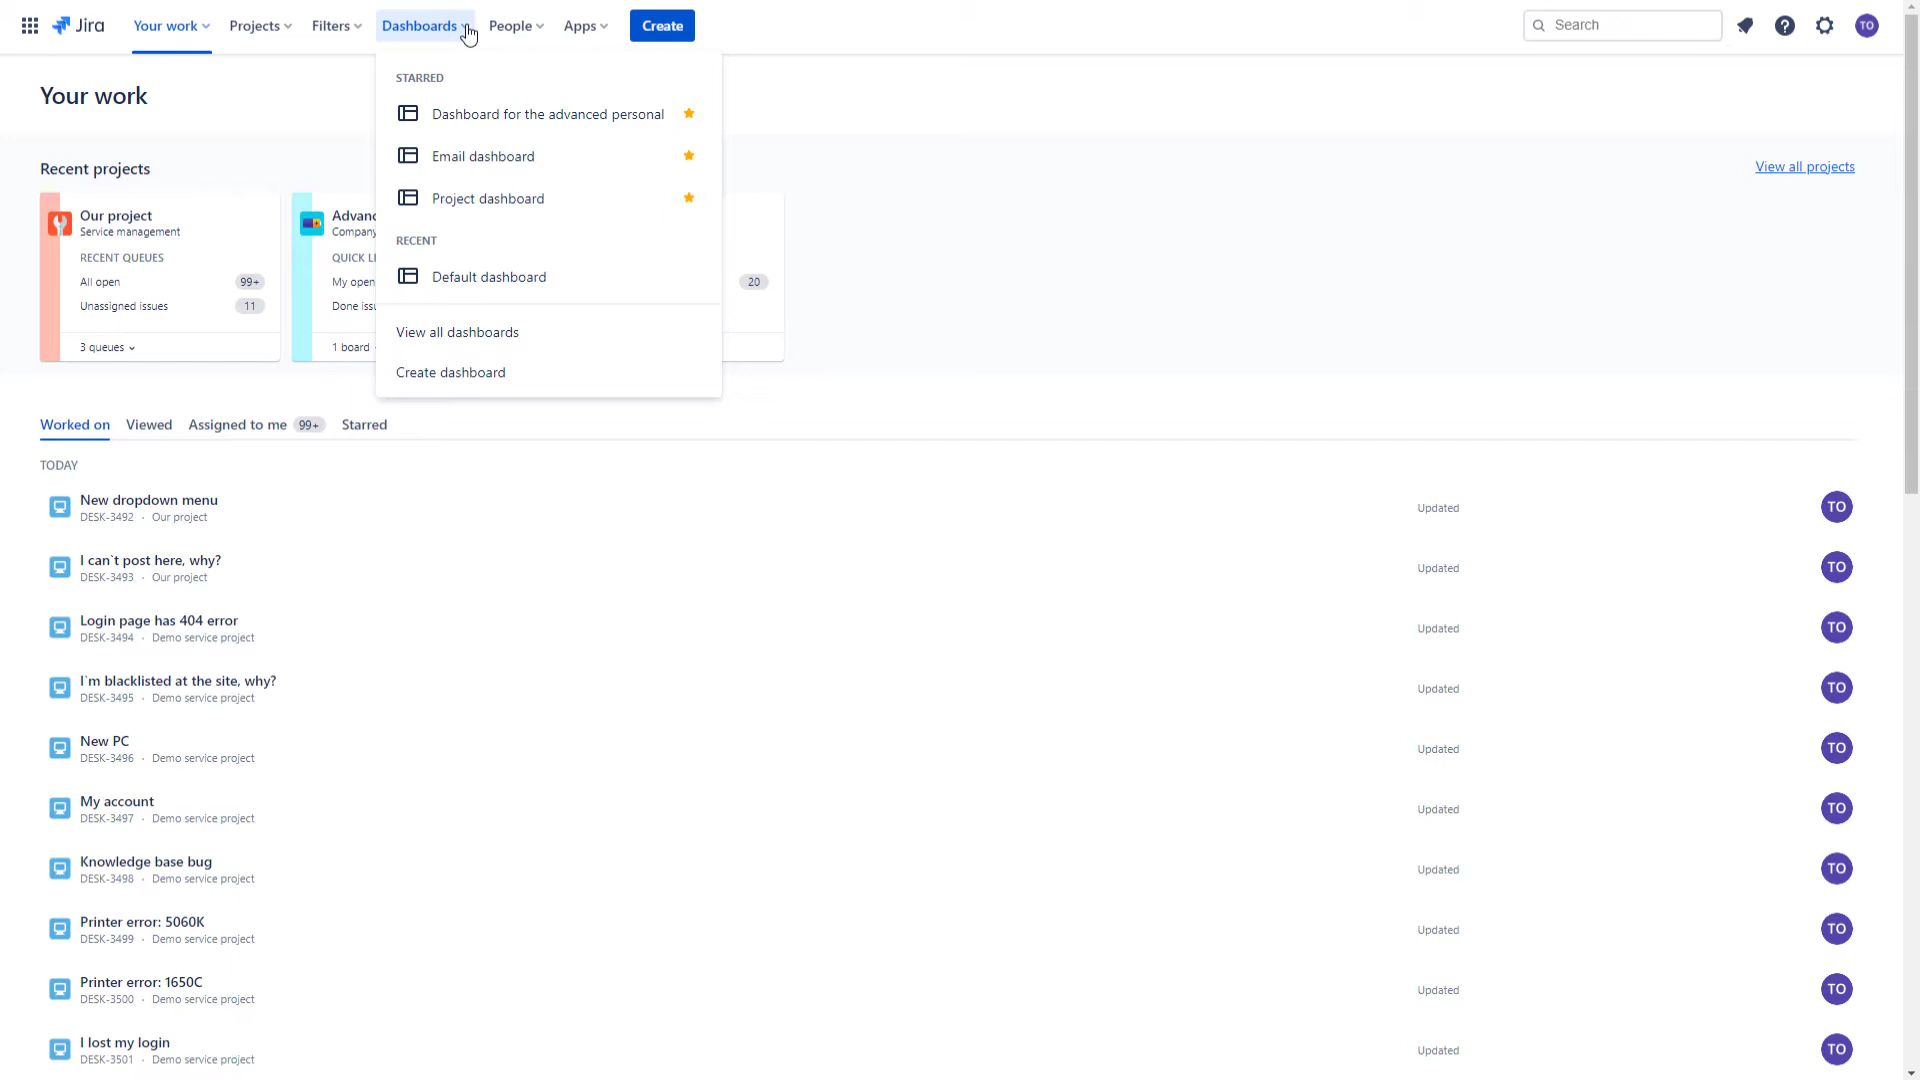 Jira
Your work
Projects
Filters
Dashboards
People
Apps
Create
Search
TO
STARRED
Dashboard for the advanced personal
Email dashboard
Project dashboard
RECENT
Default dashboard
View all dashboards
Create dashboard
Your work
Recent projects
View all projects
Our project
Service management
RECENT QUEUES
All open 99+
Unassigned issues 11
3 queues
Company
My open
1 board
20
Worked on
Viewed
Assigned to me 99+
Starred
TODAY
New dropdown menu
DESK-3492 · Our project
Updated
TO
I can`t post here, why?
DESK-3493 · Our project
Updated
TO
Login page has 404 error
DESK-3494 · Demo service project
Updated
TO
I`m blacklisted at the site, why?
DESK-3495 · Demo service project
Updated
TO
New PC
DESK-3496 · Demo service project
Updated
TO
My account
DESK-3497 · Demo service project
Updated
TO
Knowledge base bug
DESK-3498 · Demo service project
Updated
TO
Printer error: 5060K
DESK-3499 · Demo service project
Updated
TO
Printer error: 1650C
DESK-3500 · Demo service project
Updated
TO
I lost my login
DESK-3501 · Demo service project
Updated
TO